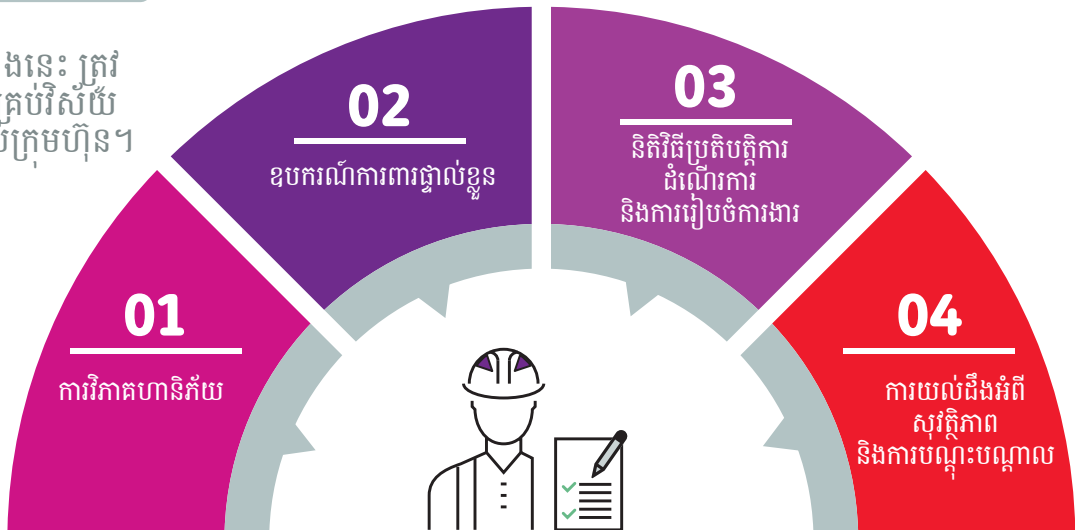 ងនេះ ត្រូវ
គ្រប់វិស័យ
ប់ក្រុមហ៊ុន។
01
ការវិភាគហានិភ័យ
02
ឧបករណ៍ការពារផ្ទាល់ខ្លួន
03
និតិវិធីប្រតិបត្តិការ
ដំណើរការ
និងការរៀបចំការងារ
04
ការយល់ដឹងអំពី
សុវត្ថិភាព
និងការបណ្តុះបណ្តាល